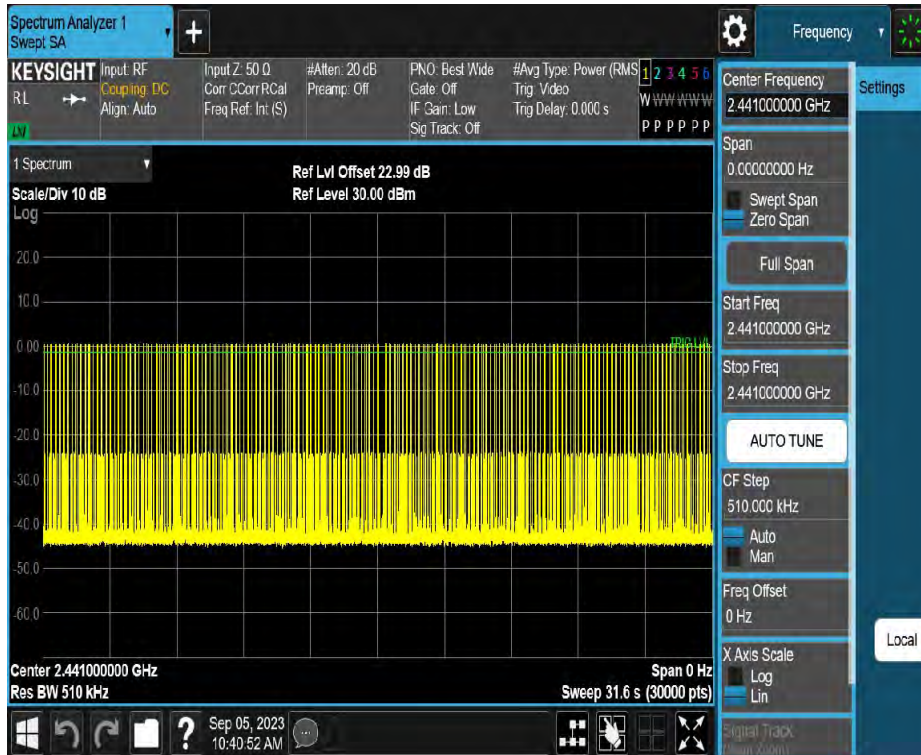 Spectrum Analyzer 1
Swept SA
+
Frequency
KEYSIGHT
RL
Input: RF
Coupling: DC
Align: Auto
Input Z: 50 Ω
Corr CCorr RCal
Freq Ref: Int (S)
#Atten: 20 dB
Preamp: Off
PNO: Best Wide
Gate: Off
IF Gain: Low
Sig Track: Off
#Avg Type: Power (RMS
Trig: Video
Trig Delay: 0.000 s
1 2 3 4 5 6
W W W W W W
P P P P P P
LXI
1 Spectrum
Scale/Div 10 dB
Log
Ref Lvl Offset 22.99 dB
Ref Level 30.00 dBm
20.0
10.0
0.00
TRIG LVL
-10.0
-20.0
-30.0
-40.0
-50.0
-60.0
Center 2.441000000 GHz
Res BW 510 kHz
Span 0 Hz
Sweep 31.6 s (30000 pts)
?
Sep 05, 2023
10:40:52 AM
Center Frequency
2.441000000 GHz
Settings
Span
0.00000000 Hz
Swept Span
Zero Span
Full Span
Start Freq
2.441000000 GHz
Stop Freq
2.441000000 GHz
AUTO TUNE
CF Step
510.000 kHz
Auto
Man
Freq Offset
0 Hz
Local
X Axis Scale
Log
Lin
Signal Track
(Span Zoom)